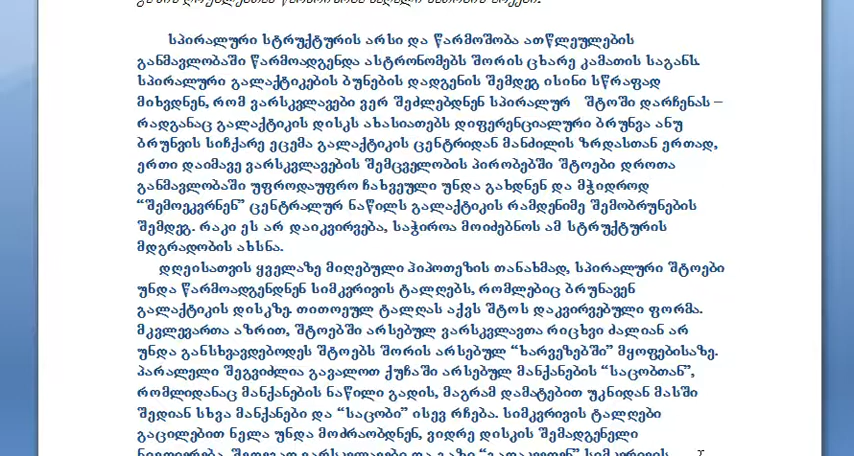 სპირალური სტრუქტურის არსი და წარმოშობა ათწლეულების
განმავლობაში წარმოადგენდა ასტრონომებს შორის ცხარე კამათის საგანს.
სპირალური გალაქტიკების ბუნების დადგენის შემდეგ ისინი სწრაფად
მიხვდნენ, რომ ვარსკვლავები ვერ შეძლებდნენ სპირალურ შტოში დარჩენას –
რადგანაც გალაქტიკის დისკს ახასიათებს დიფერენციალური ბრუნვა ანუ
ბრუნვის სიჩქარე ეცემა გალაქტიკის ცენტრიდან მანძილის ზრდასთან ერთად,
ერთი დაიმავე ვარსკვლავების შემცველობის პირობებში შტოები დროთა
განმავლობაში უფროდაუფრო ჩახვეული უნდა გახდნენ და მჭიდროდ
“შემოეკვრნენ” ცენტრალურ ნაწილს გალაქტიკის რამდენიმე შემობრუნების
შემდეგ. რაკი ეს არ დაიკვირვება, საჭიროა მოიძებნოს ამ სტრუქტურის
მდგრადობის ახსნა.
დღეისათვის ყველაზე მიღებული ჰიპოთეზის თანახმად, სპირალური შტოები
უნდა წარმოადგენდნენ სიმკვრივის ტალღებს, რომლებიც ბრუნავენ
გალაქტიკის დისკზე. თითოეულ ტალღას აქვს შტოს დაკვირვებული ფორმა.
მკვლევართა აზრით, შტოებში არსებულ ვარსკვლავთა რიცხვი ძალიან არ
უნდა განსხვავდებოდეს შტოებს შორის არსებულ “ხარვეზებში” მყოფებისაზე.
პარალელი შეგვიძლია გავალოთ ქუჩაში არსებულ მანქანების “საცობთან”,
რომლიდანაც მანქანების ნაწილი გადის, მაგრამ დამატებით უკნიდან მასში
შედიან სხვა მანქანები და “საცობი” ისევ რჩება. სიმკვრივის ტალღები
გაცილებით ნელა უნდა მოძრაობდნენ, ვიდრე დისკის შემადგენელი